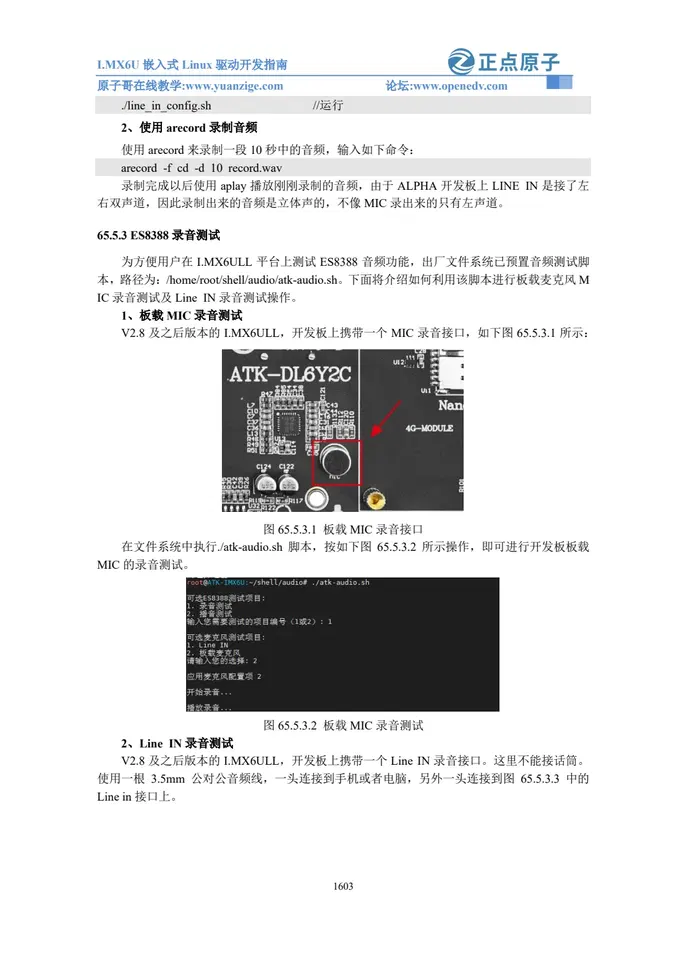 I.MX6U 嵌入式 Linux 驱动开发指南
正点原子
原子哥在线教学:www.yuanzige.com 论坛:www.openedv.com
./line_in_config.sh //运行
2、使用 arecord 录制音频
使用 arecord 来录制一段 10 秒中的音频，输入如下命令：
arecord -f cd -d 10 record.wav
录制完成以后使用 aplay 播放刚刚录制的音频，由于 ALPHA 开发板上 LINE IN 是接了左
右双声道，因此录制出来的音频是立体声的，不像 MIC 录出来的只有左声道。
65.5.3 ES8388 录音测试
为方便用户在 I.MX6ULL 平台上测试 ES8388 音频功能，出厂文件系统已预置音频测试脚
本，路径为：/home/root/shell/audio/atk-audio.sh。下面将介绍如何利用该脚本进行板载麦克风 M
IC 录音测试及 Line IN 录音测试操作。
1、板载 MIC 录音测试
V2.8 及之后版本的 I.MX6ULL，开发板上携带一个 MIC 录音接口，如下图 65.5.3.1 所示：
ATK-DL6Y2C
R47
C43
C124 C122
R117
R122
MIC
U12
U11
Nan
4G-MODULE
图 65.5.3.1 板载 MIC 录音接口
在文件系统中执行./atk-audio.sh 脚本，按如下图 65.5.3.2 所示操作，即可进行开发板板载
MIC 的录音测试。
root@ATK-IMX6U:~/shell/audio# ./atk-audio.sh
可选ES8388测试项目:
1. 录音测试
2. 播音测试
输入您需要测试的项目编号（1或2）: 1
可选麦克风测试项目:
1. Line IN
2. 板载麦克风
请输入您的选择: 2
应用麦克风配置项 2
开始录音...
播放录音...
图 65.5.3.2 板载 MIC 录音测试
2、Line IN 录音测试
V2.8 及之后版本的 I.MX6ULL，开发板上携带一个 Line IN 录音接口。这里不能接话筒。
使用一根 3.5mm 公对公音频线，一头连接到手机或者电脑，另外一头连接到图 65.5.3.3 中的
Line in 接口上。
1603